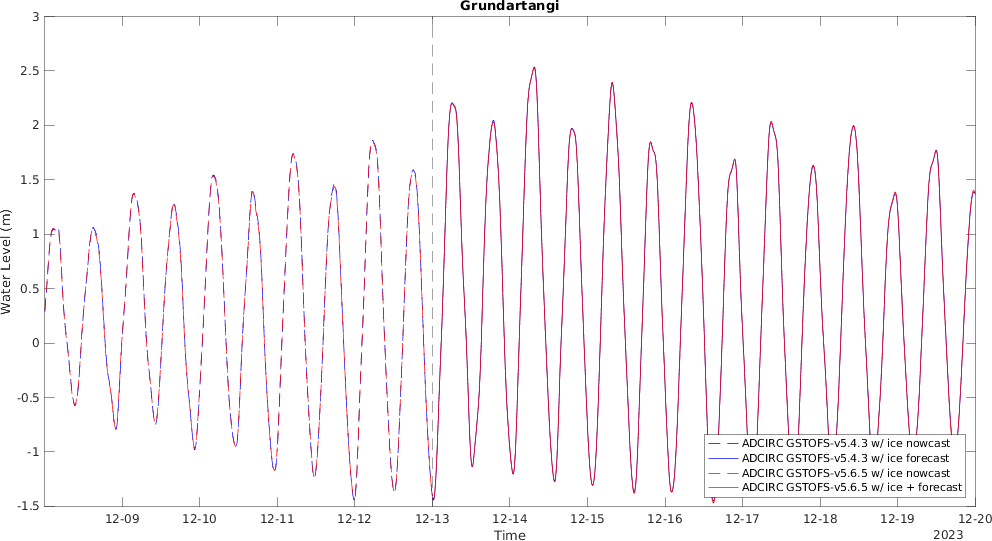 Grundartangi
3
2.5
2
1.5
1
0.5
0
-0.5
-1
-1.5
Water Level (m)
ADCIRC GSTOFS-v5.4.3 w/ ice nowcast
ADCIRC GSTOFS-v5.4.3 w/ ice forecast
ADCIRC GSTOFS-v5.6.5 w/ ice nowcast
ADCIRC GSTOFS-v5.6.5 w/ ice + forecast
12-09 12-10 12-11 12-12 12-13 12-14 12-15 12-16 12-17 12-18 12-19 12-20
Time
2023